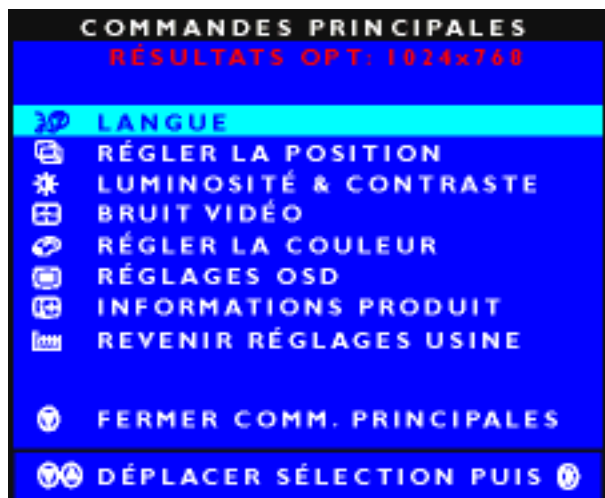 COMMANDES PRINCIPALES
RÉSULTATS OPT: 1024x768
LANGUE
RÉGLER LA POSITION
LUMINOSITÉ & CONTRASTE
BRUIT VIDÉO
RÉGLER LA COULEUR
RÉGLAGES OSD
INFORMATIONS PRODUIT
REVENIR RÉGLAGES USINE
FERMER COMM. PRINCIPALES
DÉPLACER SÉLECTION PUIS